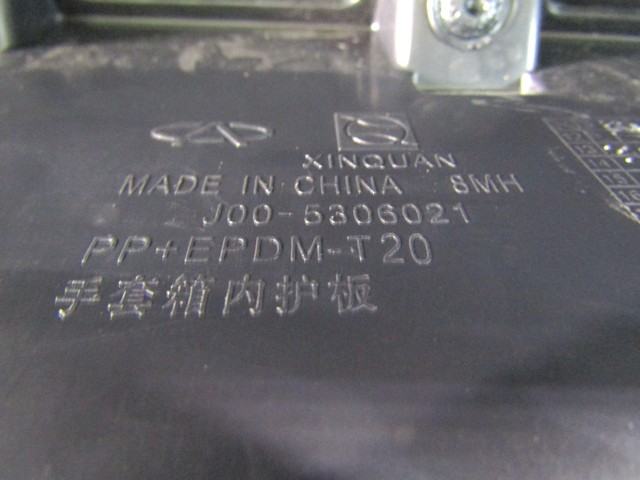 XINQUAN
MADE IN CHINA 8MH
J00-5306021
PP+EPDM-T20
手套箱内护板